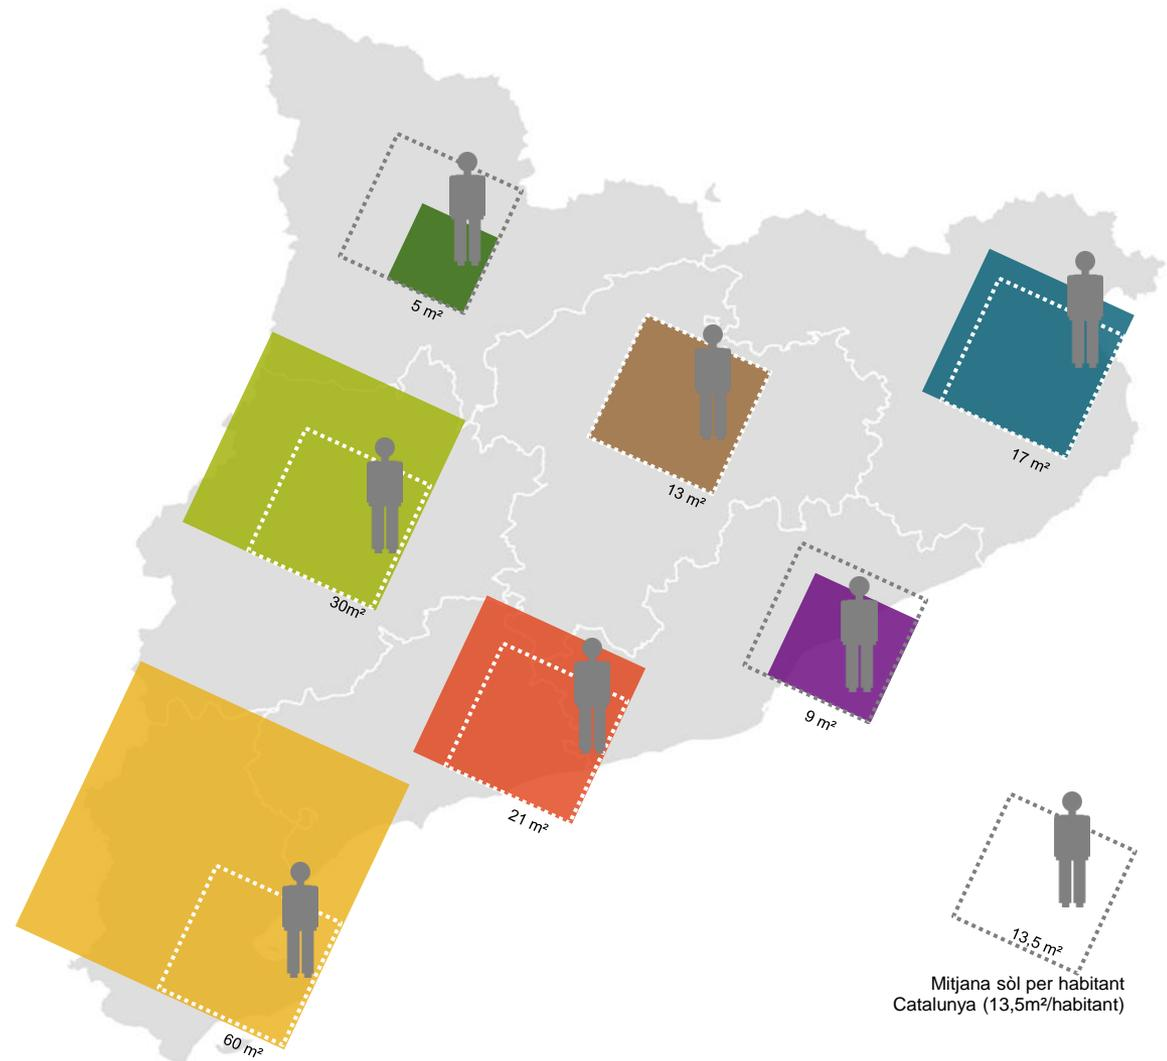 5 m²
17 m²
13 m²
30m²
9 m²
21 m²
13,5 m²
Mitjana sòl per habitant
Catalunya (13,5m²/habitant)
60 m²